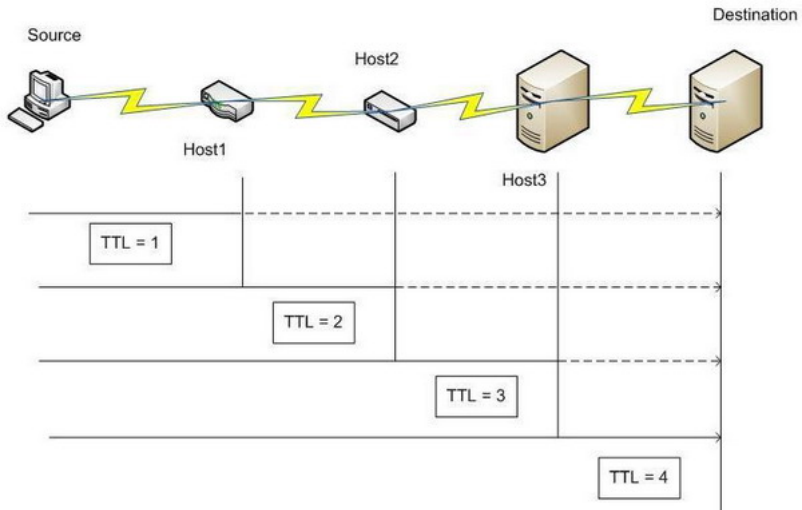 Destination
Source
Host2
Host1
Host3
TTL = 1
TTL = 2
TTL = 3
TTL = 4